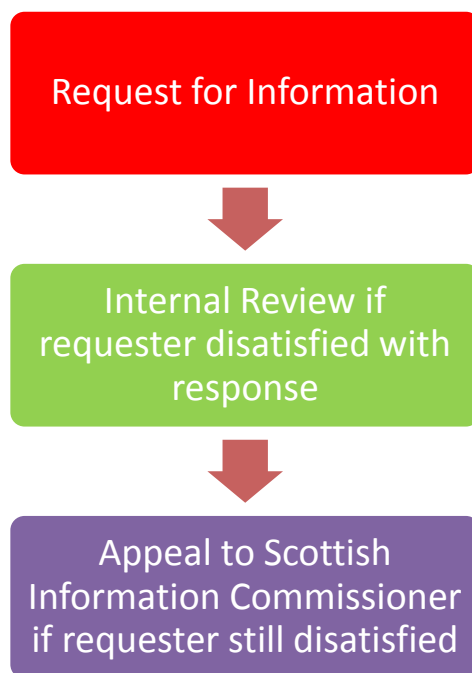 Request for Information
Internal Review if
requester disatisfied with
response
Appeal to Scottish
Information Commissioner
if requester still disatisfied